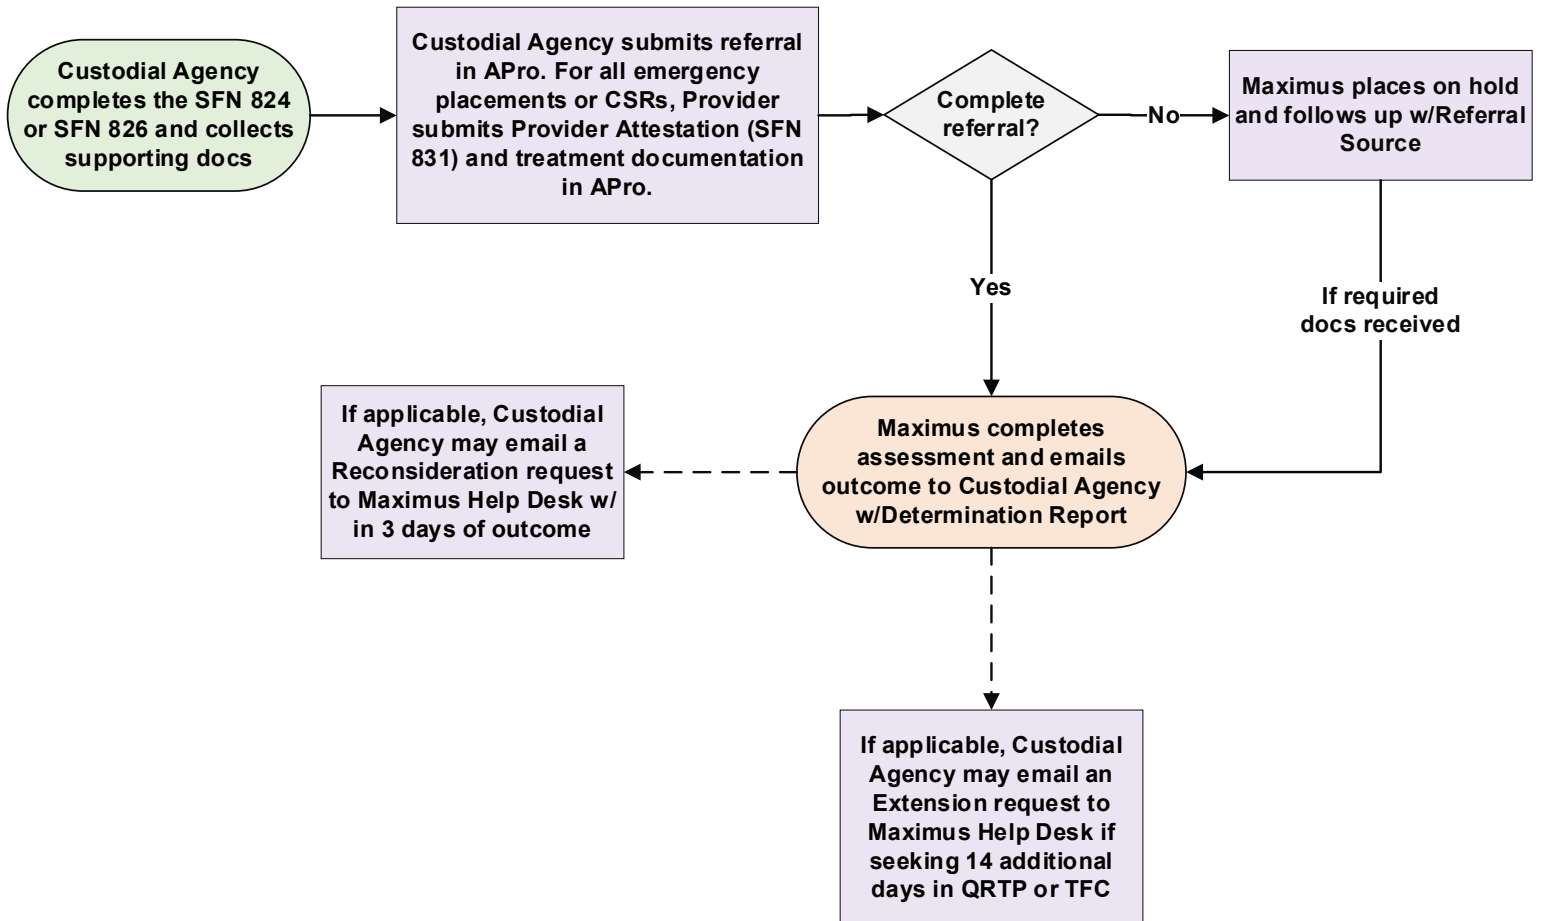 Custodial Agency
completes the SFN 824
or SFN 826 and collects
supporting docs
Custodial Agency submits referral
in APro. For all emergency
placements or CSRs, Provider
submits Provider Attestation (SFN
831) and treatment documentation
in APro.
Complete
referral?
No
Maximus places on hold
and follows up w/Referral
Source
Yes
If required
docs received
If applicable, Custodial
Agency may email a
Reconsideration request
to Maximus Help Desk w/
in 3 days of outcome
Maximus completes
assessment and emails
outcome to Custodial Agency
w/Determination Report
If applicable, Custodial
Agency may email an
Extension request to
Maximus Help Desk if
seeking 14 additional
days in QRTP or TFC